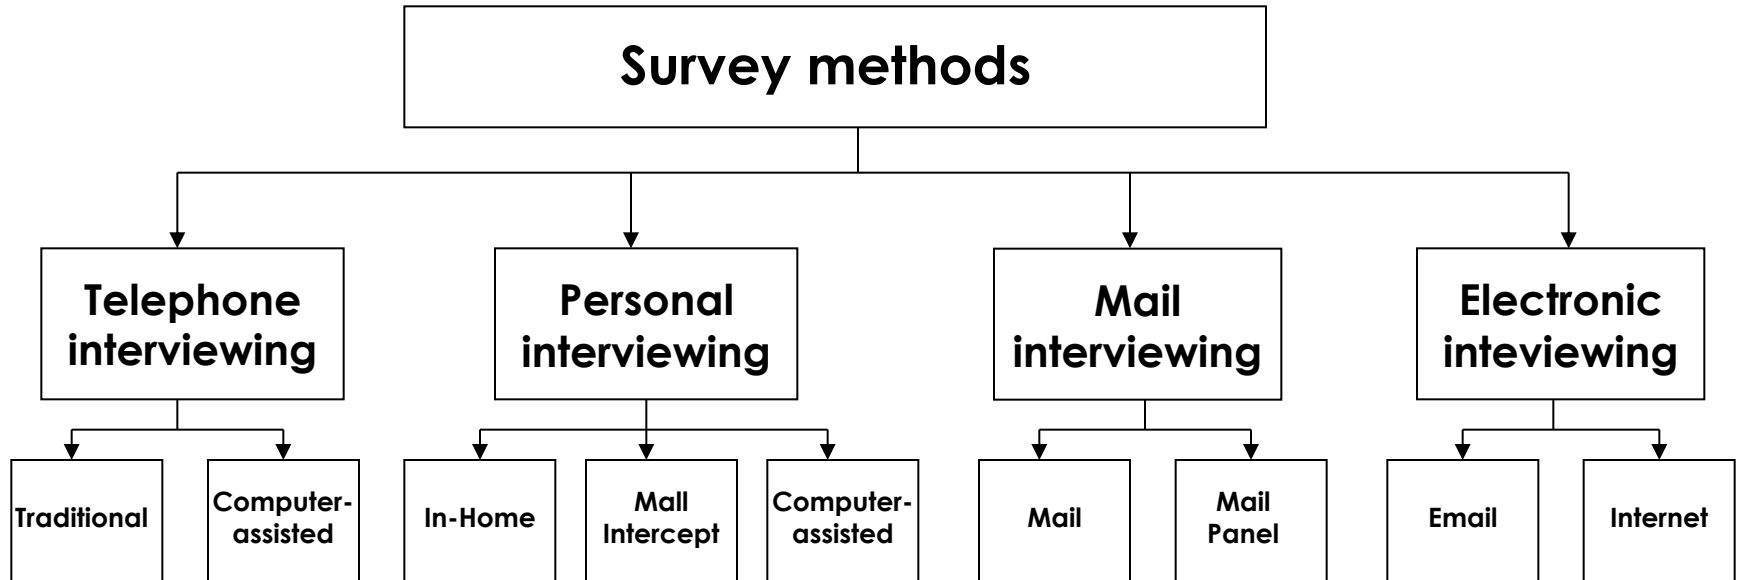 Survey methods
Telephone
interviewing
Personal
interviewing
Mail
interviewing
Electronic
inteviewing
Traditional
Computer-
assisted
In-Home
Mall
Intercept
Computer-
assisted
Mail
Mail
Panel
Email
Internet